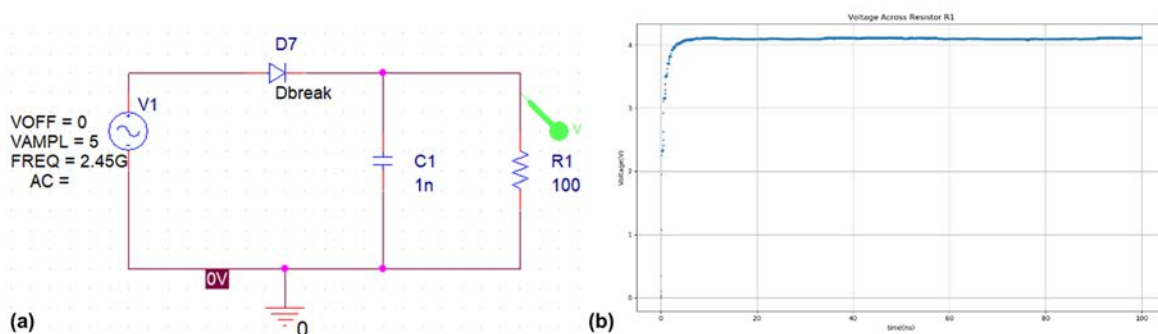 D7
Dbreak
V1
VOFF = 0
VAMPL = 5
FREQ = 2.45G
AC =
C1
1n
R1
100
V
0V
0
(a)
Voltage Across Resistor R1
Voltage(V)
4
3
2
1
0
0
20
40
60
80
100
time(ns)
(b)